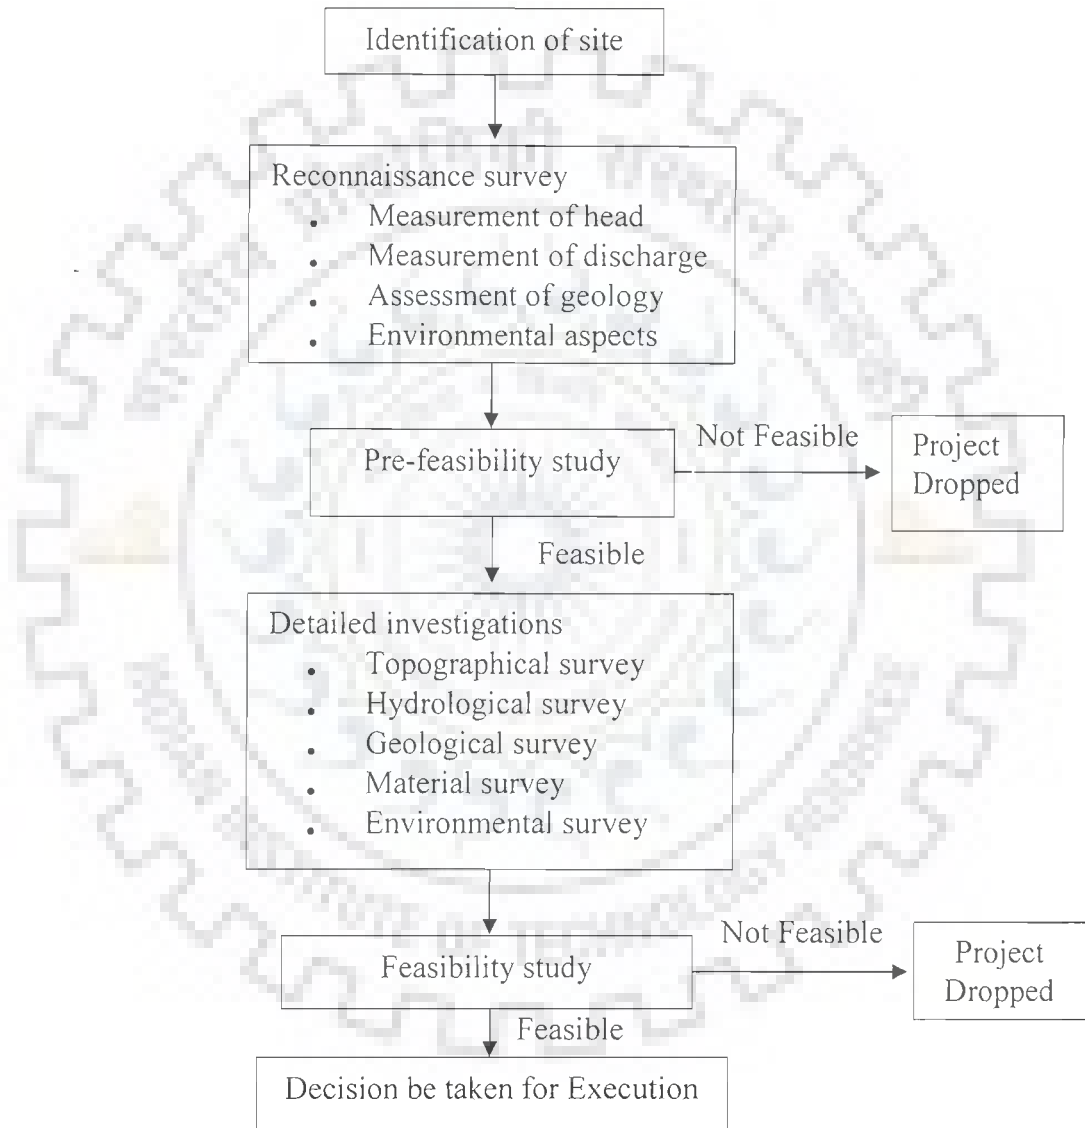 Identification of site
Reconnaissance survey
• Measurement of head
• Measurement of discharge
• Assessment of geology
• Environmental aspects
Pre-feasibility study
Not Feasible
Project
Dropped
Feasible
Detailed investigations
• Topographical survey
• Hydrological survey
• Geological survey
• Material survey
• Environmental survey
Feasibility study
Not Feasible
Project
Dropped
Feasible
Decision be taken for Execution